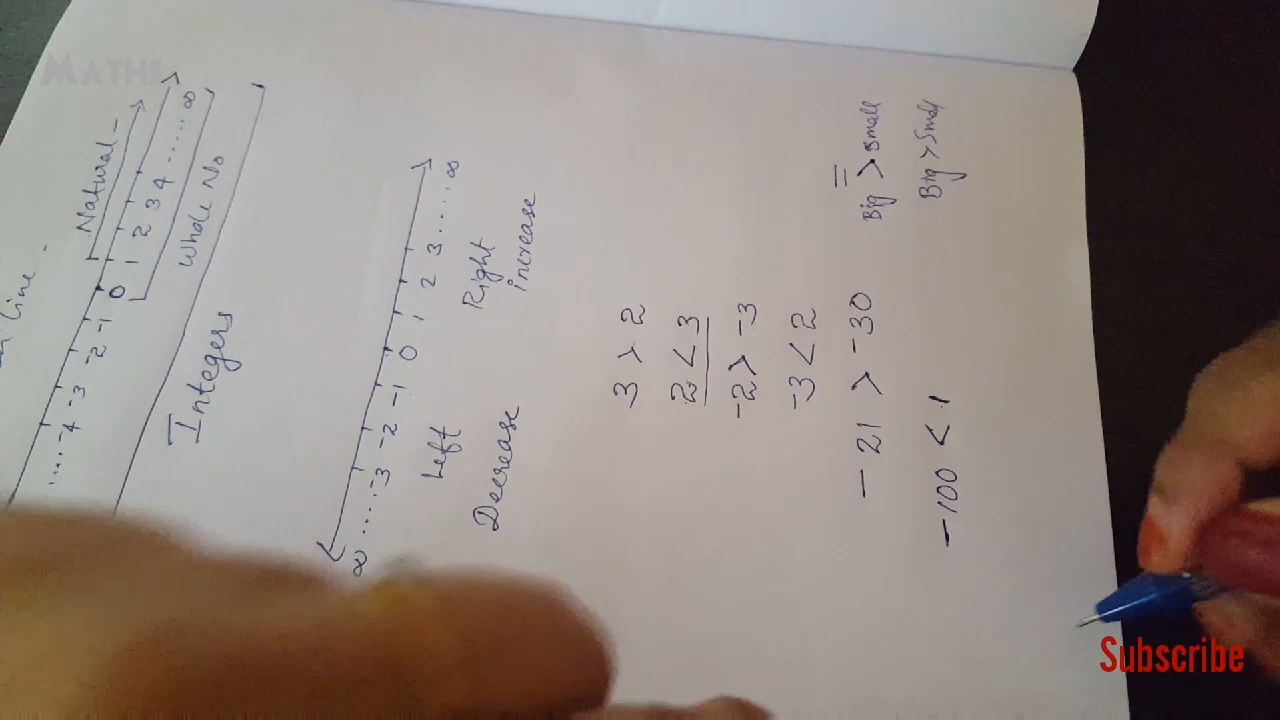 MATHS
Line -
Natural -
.... -4 -3 -2 -1 0 1 2 3 4 ...... ∞
Whole No
Integers
∞ .....-3 -2 -1 0 1 2 3..... ∞
Left Right
Decrease increase
3 > 2
2 < 3
-2 > -3
-3 < 2
- 21 > -30 Big > Small
-100 < 1 Big > Small
Subscribe